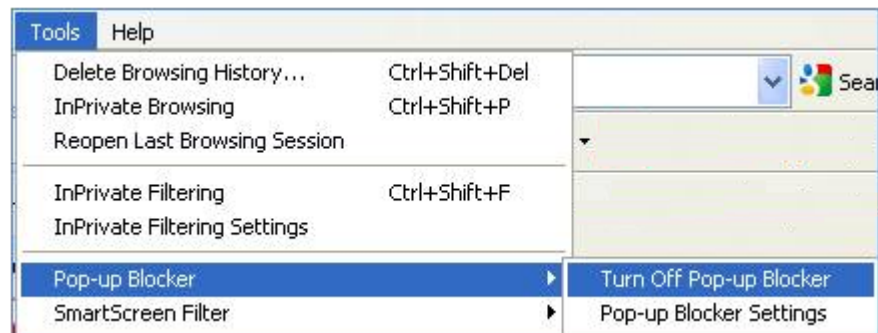 Tools Help
Delete Browsing History... Ctrl+Shift+Del
InPrivate Browsing Ctrl+Shift+P
Reopen Last Browsing Session
InPrivate Filtering Ctrl+Shift+F
InPrivate Filtering Settings
Pop-up Blocker Turn Off Pop-up Blocker
SmartScreen Filter Pop-up Blocker Settings
Sear